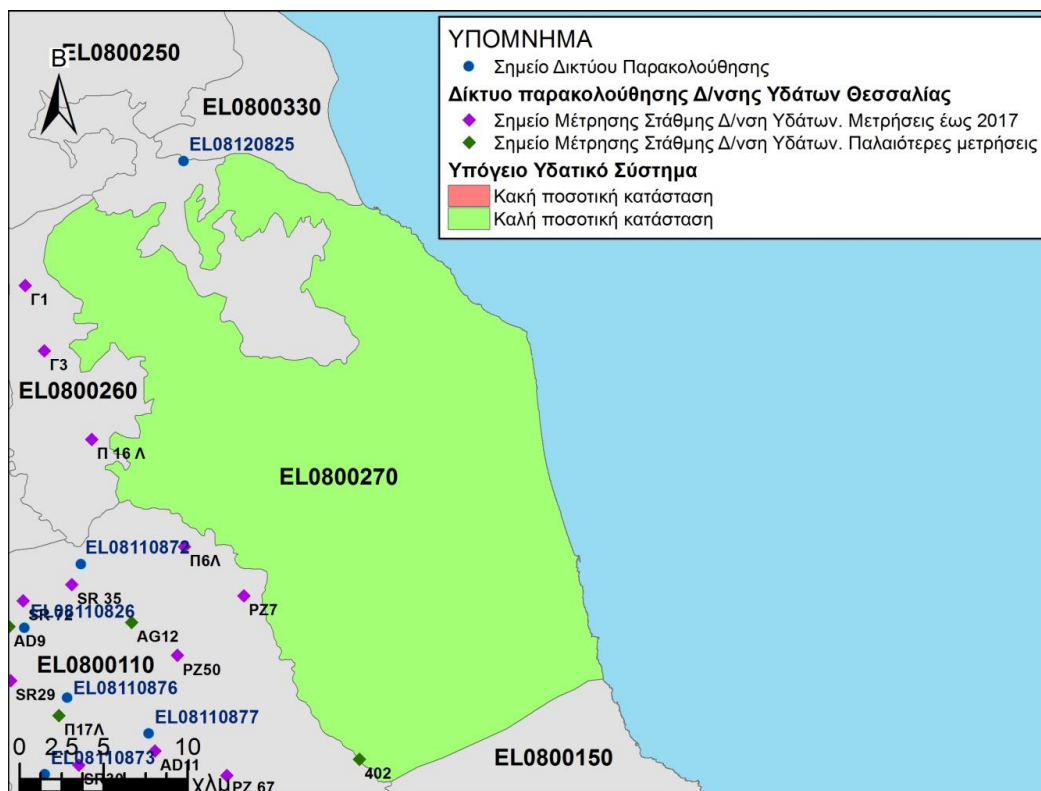 EL0800250
B
EL0800330
EL08120825
ΥΠΟΜΝΗΜΑ
Σημείο Δικτύου Παρακολούθησης
Δίκτυο παρακολούθησης Δ/νσης Υδάτων Θεσσαλίας
Σημείο Μέτρησης Στάθμης Δ/νση Υδάτων. Μετρήσεις έως 2017
Σημείο Μέτρησης Στάθμης Δ/νση Υδάτων. Παλαιότερες μετρήσεις
Υπόγειο Υδατικό Σύστημα
Κακή ποσοτική κατάσταση
Καλή ποσοτική κατάσταση
Γ1
Γ3
EL0800260
Π 16 Λ
EL0800270
EL08110872
Π6Λ
SR 35
PZ7
EL08110826
SR-72
AD9
AG12
EL0800110
PZ50
SR29
EL08110876
Π17Λ
EL08110877
0 2,5 5 10
χλμ
EL08110873
SR30
AD11
PZ 67
402
EL0800150